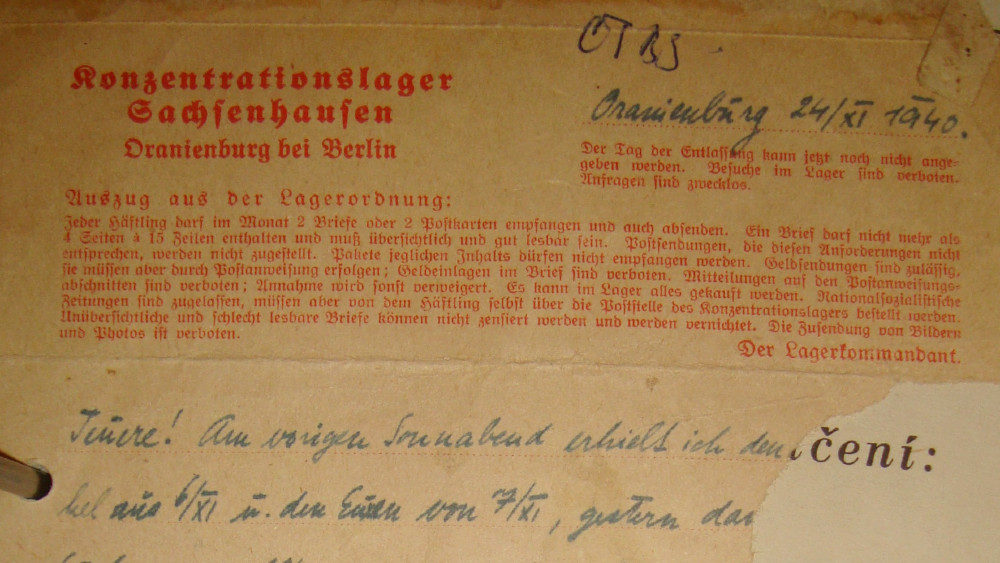 Konzentrationslager
Sachsenhausen
Oranienburg bei Berlin
Oranienburg 24/XI 1940.
Der Tag der Entlassung kann jetzt noch nicht ange-
geben werden. Besuche im Lager sind verboten.
Anfragen sind zwecklos.
Auszug aus der Lagerordnung:
Jeder Häftling darf im Monat 2 Briefe oder 2 Postkarten empfangen und auch absenden. Ein Brief darf nicht mehr als
4 Seiten à 15 Zeilen enthalten und muß übersichtlich und gut lesbar sein. Postsendungen, die diesen Anforderungen nicht
entsprechen, werden nicht zugestellt. Pakete jeglichen Inhalts dürfen nicht empfangen werden. Geldsendungen sind zulässig,
sie müssen aber durch Postanweisung erfolgen; Geldeinlagen im Brief sind verboten. Mitteilungen auf den Postanweisungs-
abschnitten sind verboten; Annahme wird sonst verweigert. Es kann im Lager alles gekauft werden. Nationalsozialistische
Zeitungen sind zugelassen, müssen aber von dem Häftling selbst über die Poststelle des Konzentrationslagers bestellt werden.
Unübersichtliche und schlecht lesbare Briefe können nicht zensiert werden und werden vernichtet. Die Zusendung von Bildern
und Photos ist verboten.
Der Lagerkommandant.
Teuere! Am vorigen Sonnabend erhielt ich den
čení:
kel aus 6/XI u. den Euren von 7/XI, gestern